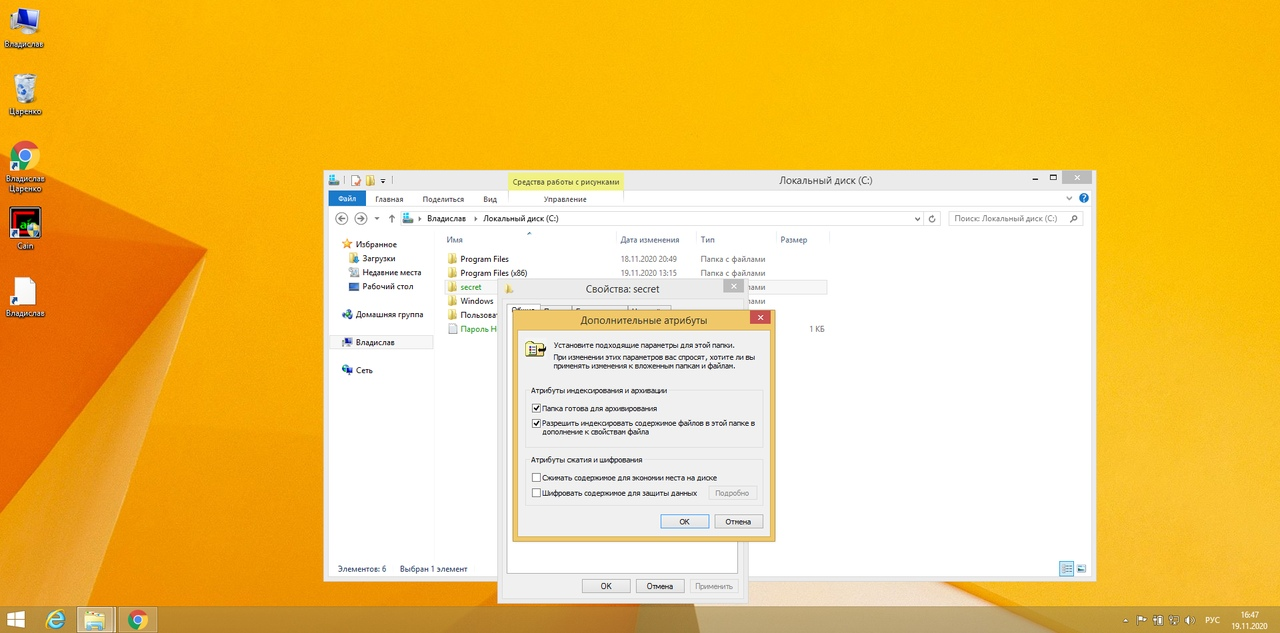 Владислав
Царенко
Владислав
Царенко
Cain
Владислав
Средства работы с рисунками
Локальный диск (C:)
Файл
Главная
Поделиться
Вид
Управление
Владислав
Локальный диск (C:)
Поиск: Локальный диск (C:)
Избранное
Загрузки
Недавние места
Рабочий стол
Домашняя группа
Владислав
Сеть
Имя
Дата изменения
Тип
Размер
Program Files
18.11.2020 20:49
Папка с файлами
Program Files (x86)
19.11.2020 13:15
Папка с файлами
secret
Windows
1 КБ
Свойства: secret
Дополнительные атрибуты
Установите подходящие параметры для этой папки.
При изменении этих параметров вас спросят, хотите ли вы
применять изменения к вложенным папкам и файлам.
Атрибуты индексирования и архивации
Папка готова для архивирования
Разрешить индексировать содержимое файлов в этой папке в
дополнение к свойствам файла
Атрибуты сжатия и шифрования
Сжимать содержимое для экономии места на диске
Шифровать содержимое для защиты данных
Подробно
ОК
Отмена
ОК
Отмена
Применить
Элементов: 6
Выбран 1 элемент
РУС
16:47
19.11.2020